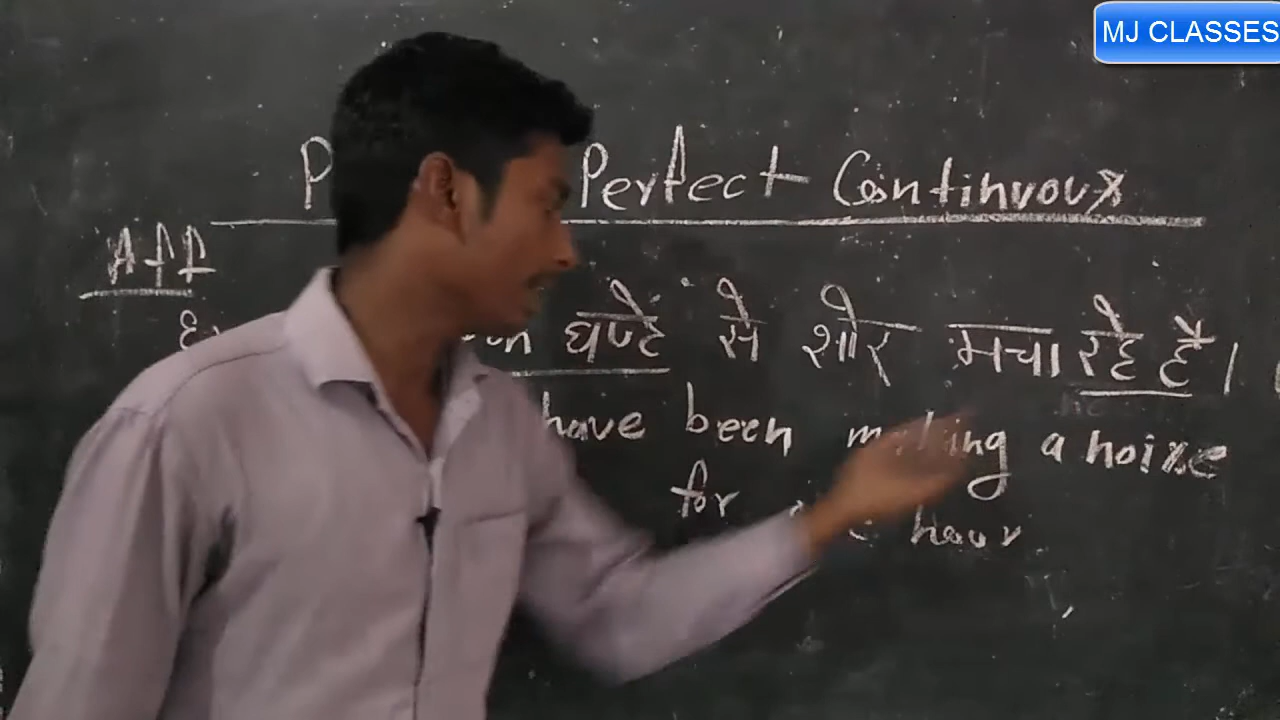 MJ CLASSES
Perfect Continuous
Aff
घण्टे से शोर मचा रहे हैं।
have been making a noise
for hour